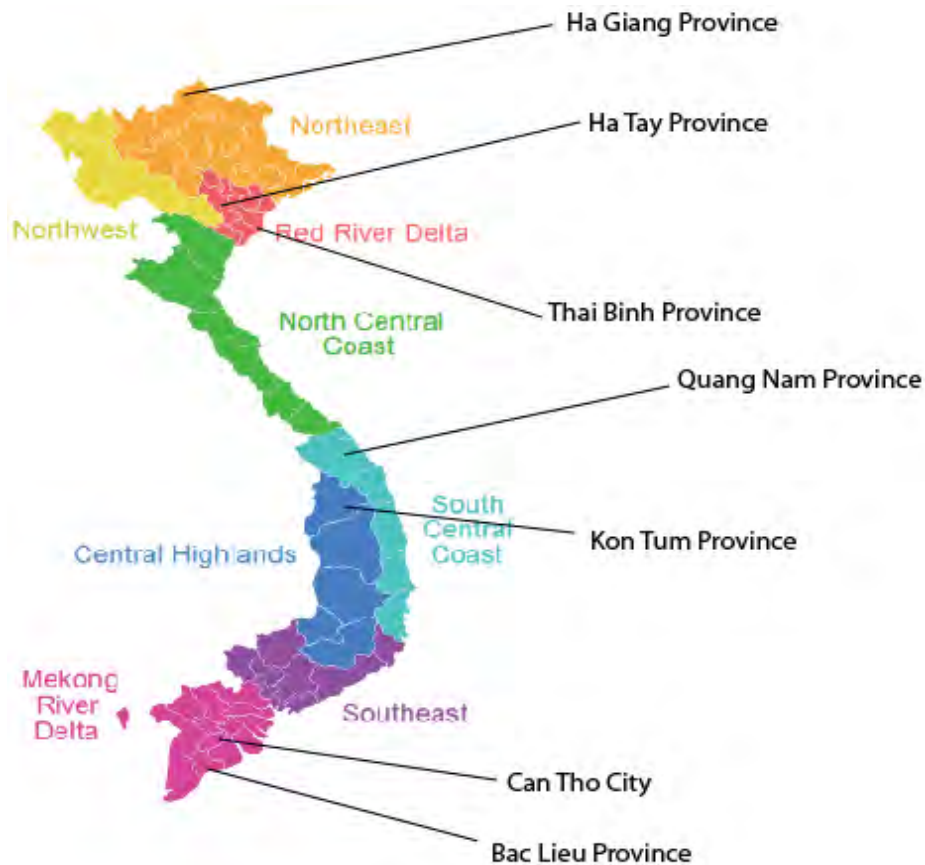 Ha Giang Province
Northeast
Ha Tay Province
Northwest
Red River Delta
Thai Binh Province
North Central
Coast
Quang Nam Province
South
Central
Coast
Kon Tum Province
Central Highlands
Mekong
River
Delta
Southeast
Can Tho City
Bac Lieu Province